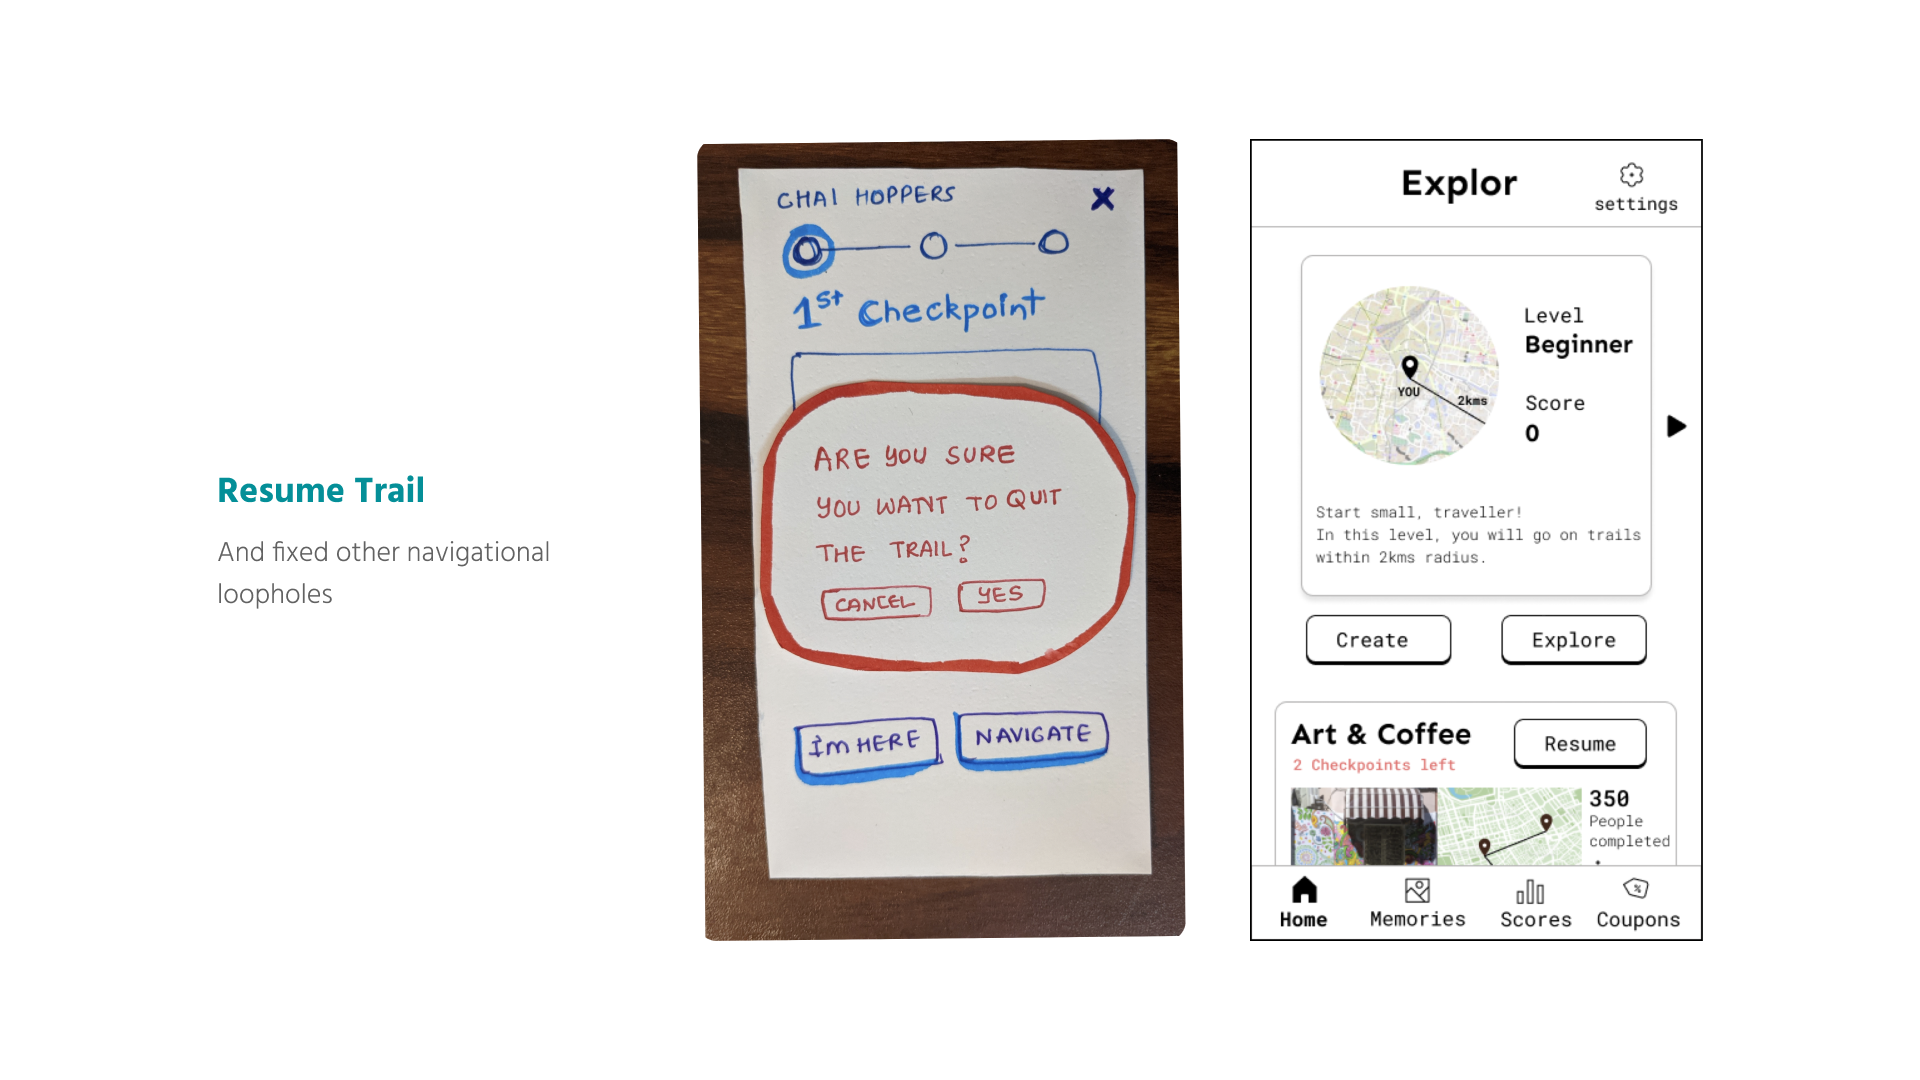 Resume Trail
And fixed other navigational
loopholes
CHAI HOPPERS
X
1st Checkpoint
ARE YOU SURE
YOU WANT TO QUIT
THE TRAIL?
CANCEL YES
I'M HERE NAVIGATE
Explor
settings
Level
Beginner
YOU
2kms
Score
0
Start small, traveller!
In this level, you will go on trails
within 2kms radius.
Create Explore
Art & Coffee
Resume
2 Checkpoints left
350
People
completed
Home Memories Scores Coupons